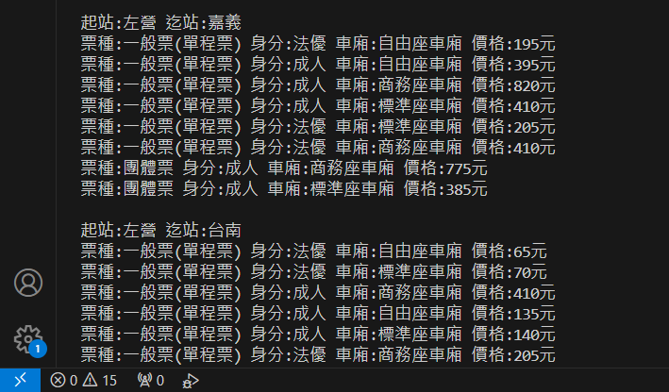 起站:左營 迄站:嘉義
票種:一般票(單程票) 身分:法優 車廂:自由座車廂 價格:195元
票種:一般票(單程票) 身分:成人 車廂:自由座車廂 價格:395元
票種:一般票(單程票) 身分:成人 車廂:商務座車廂 價格:820元
票種:一般票(單程票) 身分:成人 車廂:標準座車廂 價格:410元
票種:一般票(單程票) 身分:法優 車廂:標準座車廂 價格:205元
票種:一般票(單程票) 身分:法優 車廂:商務座車廂 價格:410元
票種:團體票 身分:成人 車廂:商務座車廂 價格:775元
票種:團體票 身分:成人 車廂:標準座車廂 價格:385元
起站:左營 迄站:台南
票種:一般票(單程票) 身分:法優 車廂:自由座車廂 價格:65元
票種:一般票(單程票) 身分:法優 車廂:標準座車廂 價格:70元
票種:一般票(單程票) 身分:成人 車廂:商務座車廂 價格:410元
票種:一般票(單程票) 身分:成人 車廂:自由座車廂 價格:135元
票種:一般票(單程票) 身分:成人 車廂:標準座車廂 價格:140元
票種:一般票(單程票) 身分:法優 車廂:商務座車廂 價格:205元
1
0 15 0